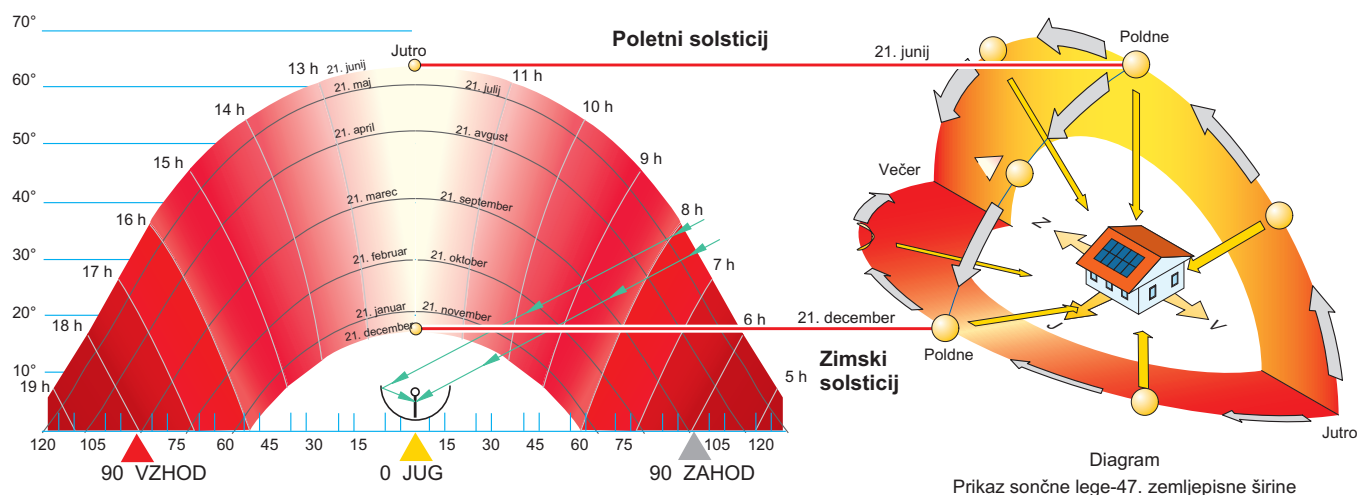 70°
60°
50°
40°
30°
20°
10°
Jutro
13 h
14 h
15 h
16 h
17 h
18 h
19 h
11 h
10 h
9 h
8 h
7 h
6 h
5 h
21. junij
21. maj
21. julij
21. april
21. avgust
21. marec
21. september
21. februar
21. oktober
21. januar
21. november
21. december
120 105 75 60 45 30 15 15 30 45 60 75 105 120
90 VZHOD
0 JUG
90 ZAHOD
Poletni solsticij
21. junij
Poldne
Večer
Z
J
V
21. december
Poldne
Zimski
solsticij
Jutro
Diagram
Prikaz sončne lege-47. zemljepisne širine